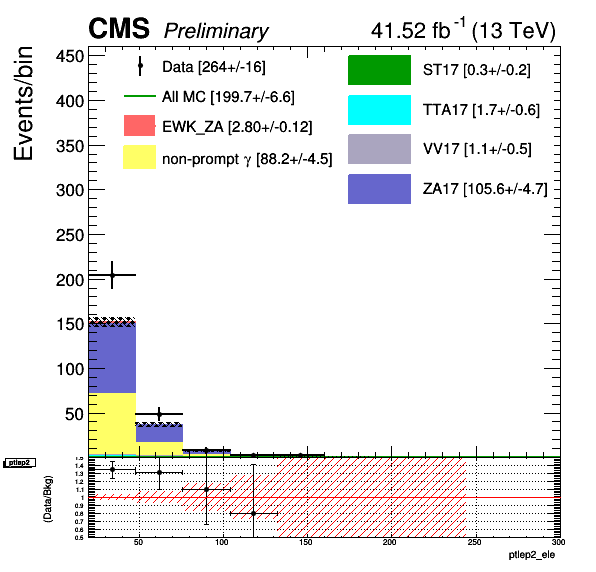 CMS Preliminary 41.52 fb⁻¹ (13 TeV)
Events/bin
450
400
350
300
250
200
150
100
50
Data [264+/-16]
All MC [199.7+/-6.6]
EWK_ZA [2.80+/-0.12]
non-prompt γ [88.2+/-4.5]
ST17 [0.3+/-0.2]
TTA17 [1.7+/-0.6]
VV17 [1.1+/-0.5]
ZA17 [105.6+/-4.7]
ptlep2
(Data/Bkg)
1.5
1.4
1.3
1.2
1.1
1
0.9
0.8
0.7
0.6
0.5
50 100 150 200 250 300
ptlep2_ele